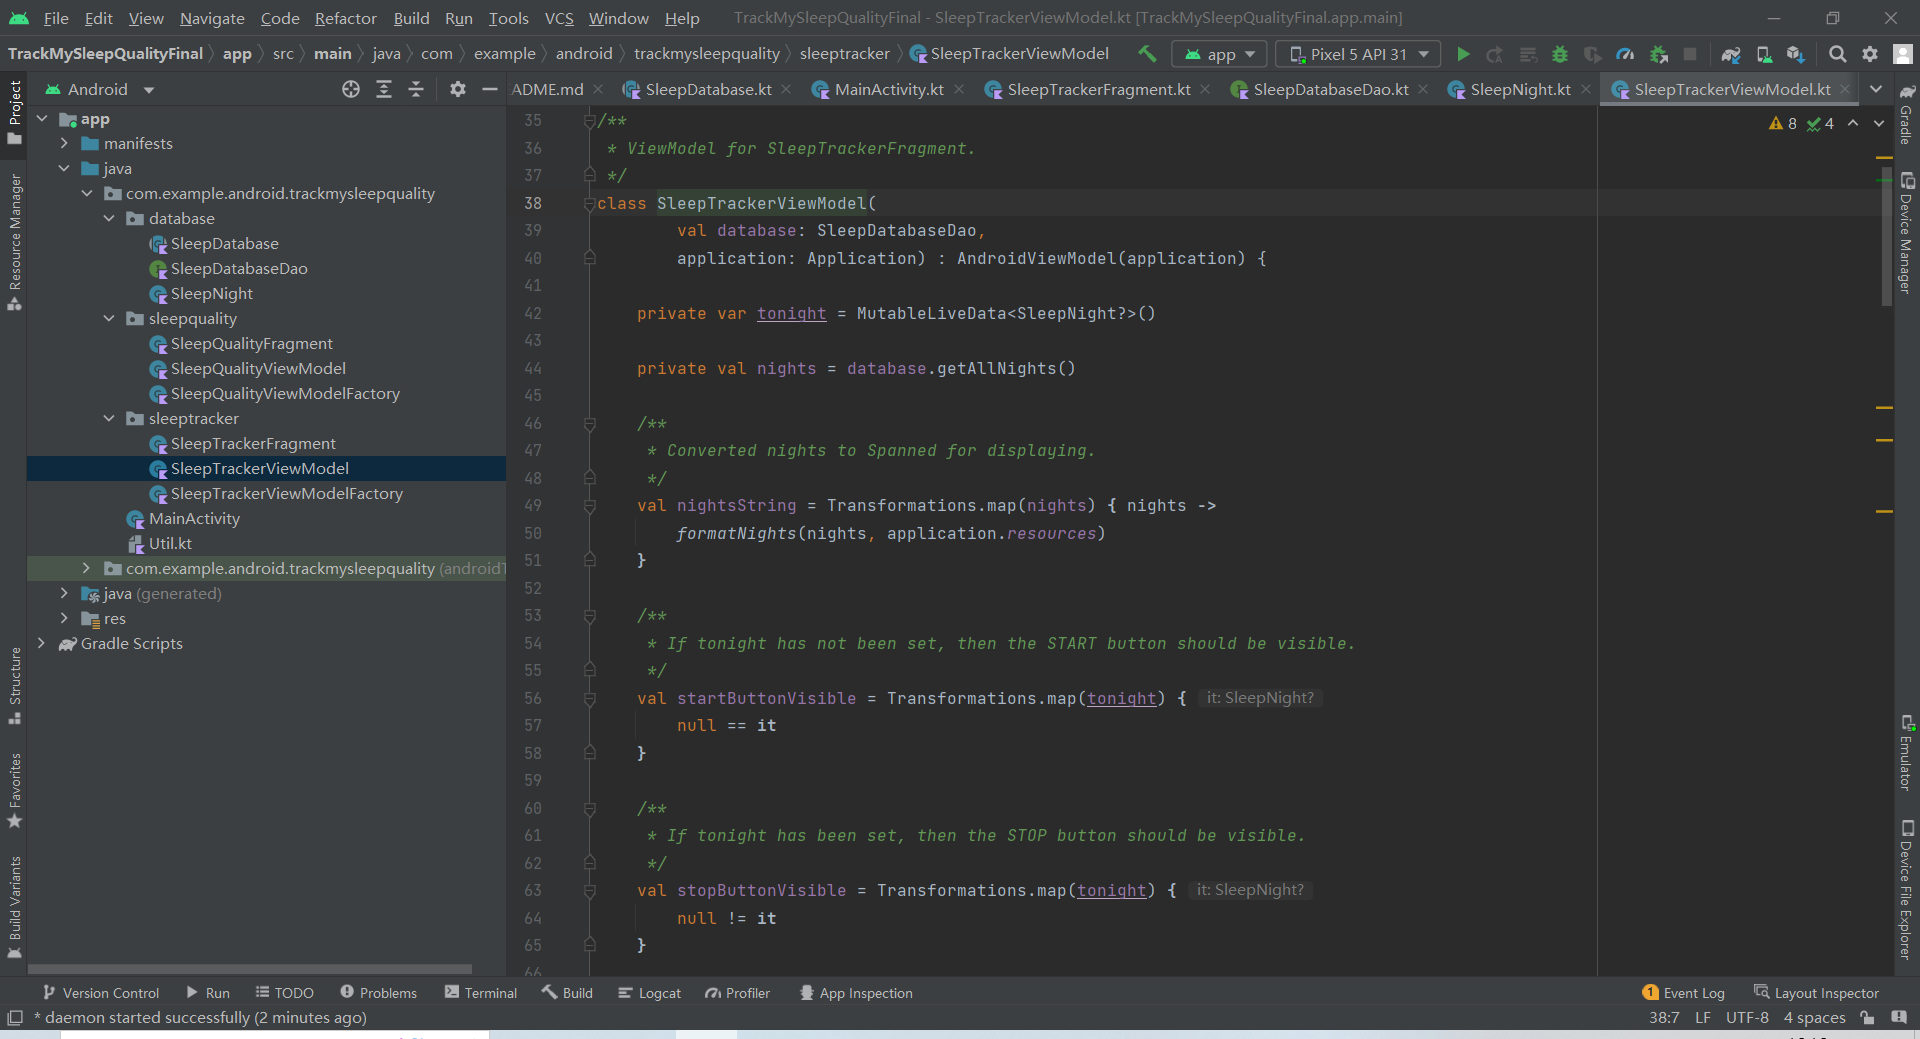 File Edit View Navigate Code Refactor Build Run Tools VCS Window Help TrackMySleepQualityFinal - SleepTrackerViewModel.kt [TrackMySleepQualityFinal.app.main]
TrackMySleepQualityFinal app src main java com example android trackmysleepquality sleeptracker SleepTrackerViewModel app Pixel 5 API 31
Android
ADME.md SleepDatabase.kt MainActivity.kt SleepTrackerFragment.kt SleepDatabaseDao.kt SleepNight.kt SleepTrackerViewModel.kt
Project
Resource Manager
Structure
Favorites
Build Variants
app
manifests
java
com.example.android.trackmysleepquality
database
SleepDatabase
SleepDatabaseDao
SleepNight
sleepquality
SleepQualityFragment
SleepQualityViewModel
SleepQualityViewModelFactory
sleeptracker
SleepTrackerFragment
SleepTrackerViewModel
SleepTrackerViewModelFactory
MainActivity
Util.kt
com.example.android.trackmysleepquality (androidT
java (generated)
res
Gradle Scripts
8 4
35 /**
36 * ViewModel for SleepTrackerFragment.
37 */
38 class SleepTrackerViewModel(
39 val database: SleepDatabaseDao,
40 application: Application) : AndroidViewModel(application) {
41
42 private var tonight = MutableLiveData<SleepNight?>()
43
44 private val nights = database.getAllNights()
45
46 /**
47 * Converted nights to Spanned for displaying.
48 */
49 val nightsString = Transformations.map(nights) { nights ->
50 formatNights(nights, application.resources)
51 }
52
53 /**
54 * If tonight has not been set, then the START button should be visible.
55 */
56 val startButtonVisible = Transformations.map(tonight) { it: SleepNight?
57 null == it
58 }
59
60 /**
61 * If tonight has been set, then the STOP button should be visible.
62 */
63 val stopButtonVisible = Transformations.map(tonight) { it: SleepNight?
64 null != it
65 }
66
Gradle
Device Manager
Emulator
Device File Explorer
Version Control Run TODO Problems Terminal Build Logcat Profiler App Inspection 1 Event Log Layout Inspector
* daemon started successfully (2 minutes ago) 38:7 LF UTF-8 4 spaces